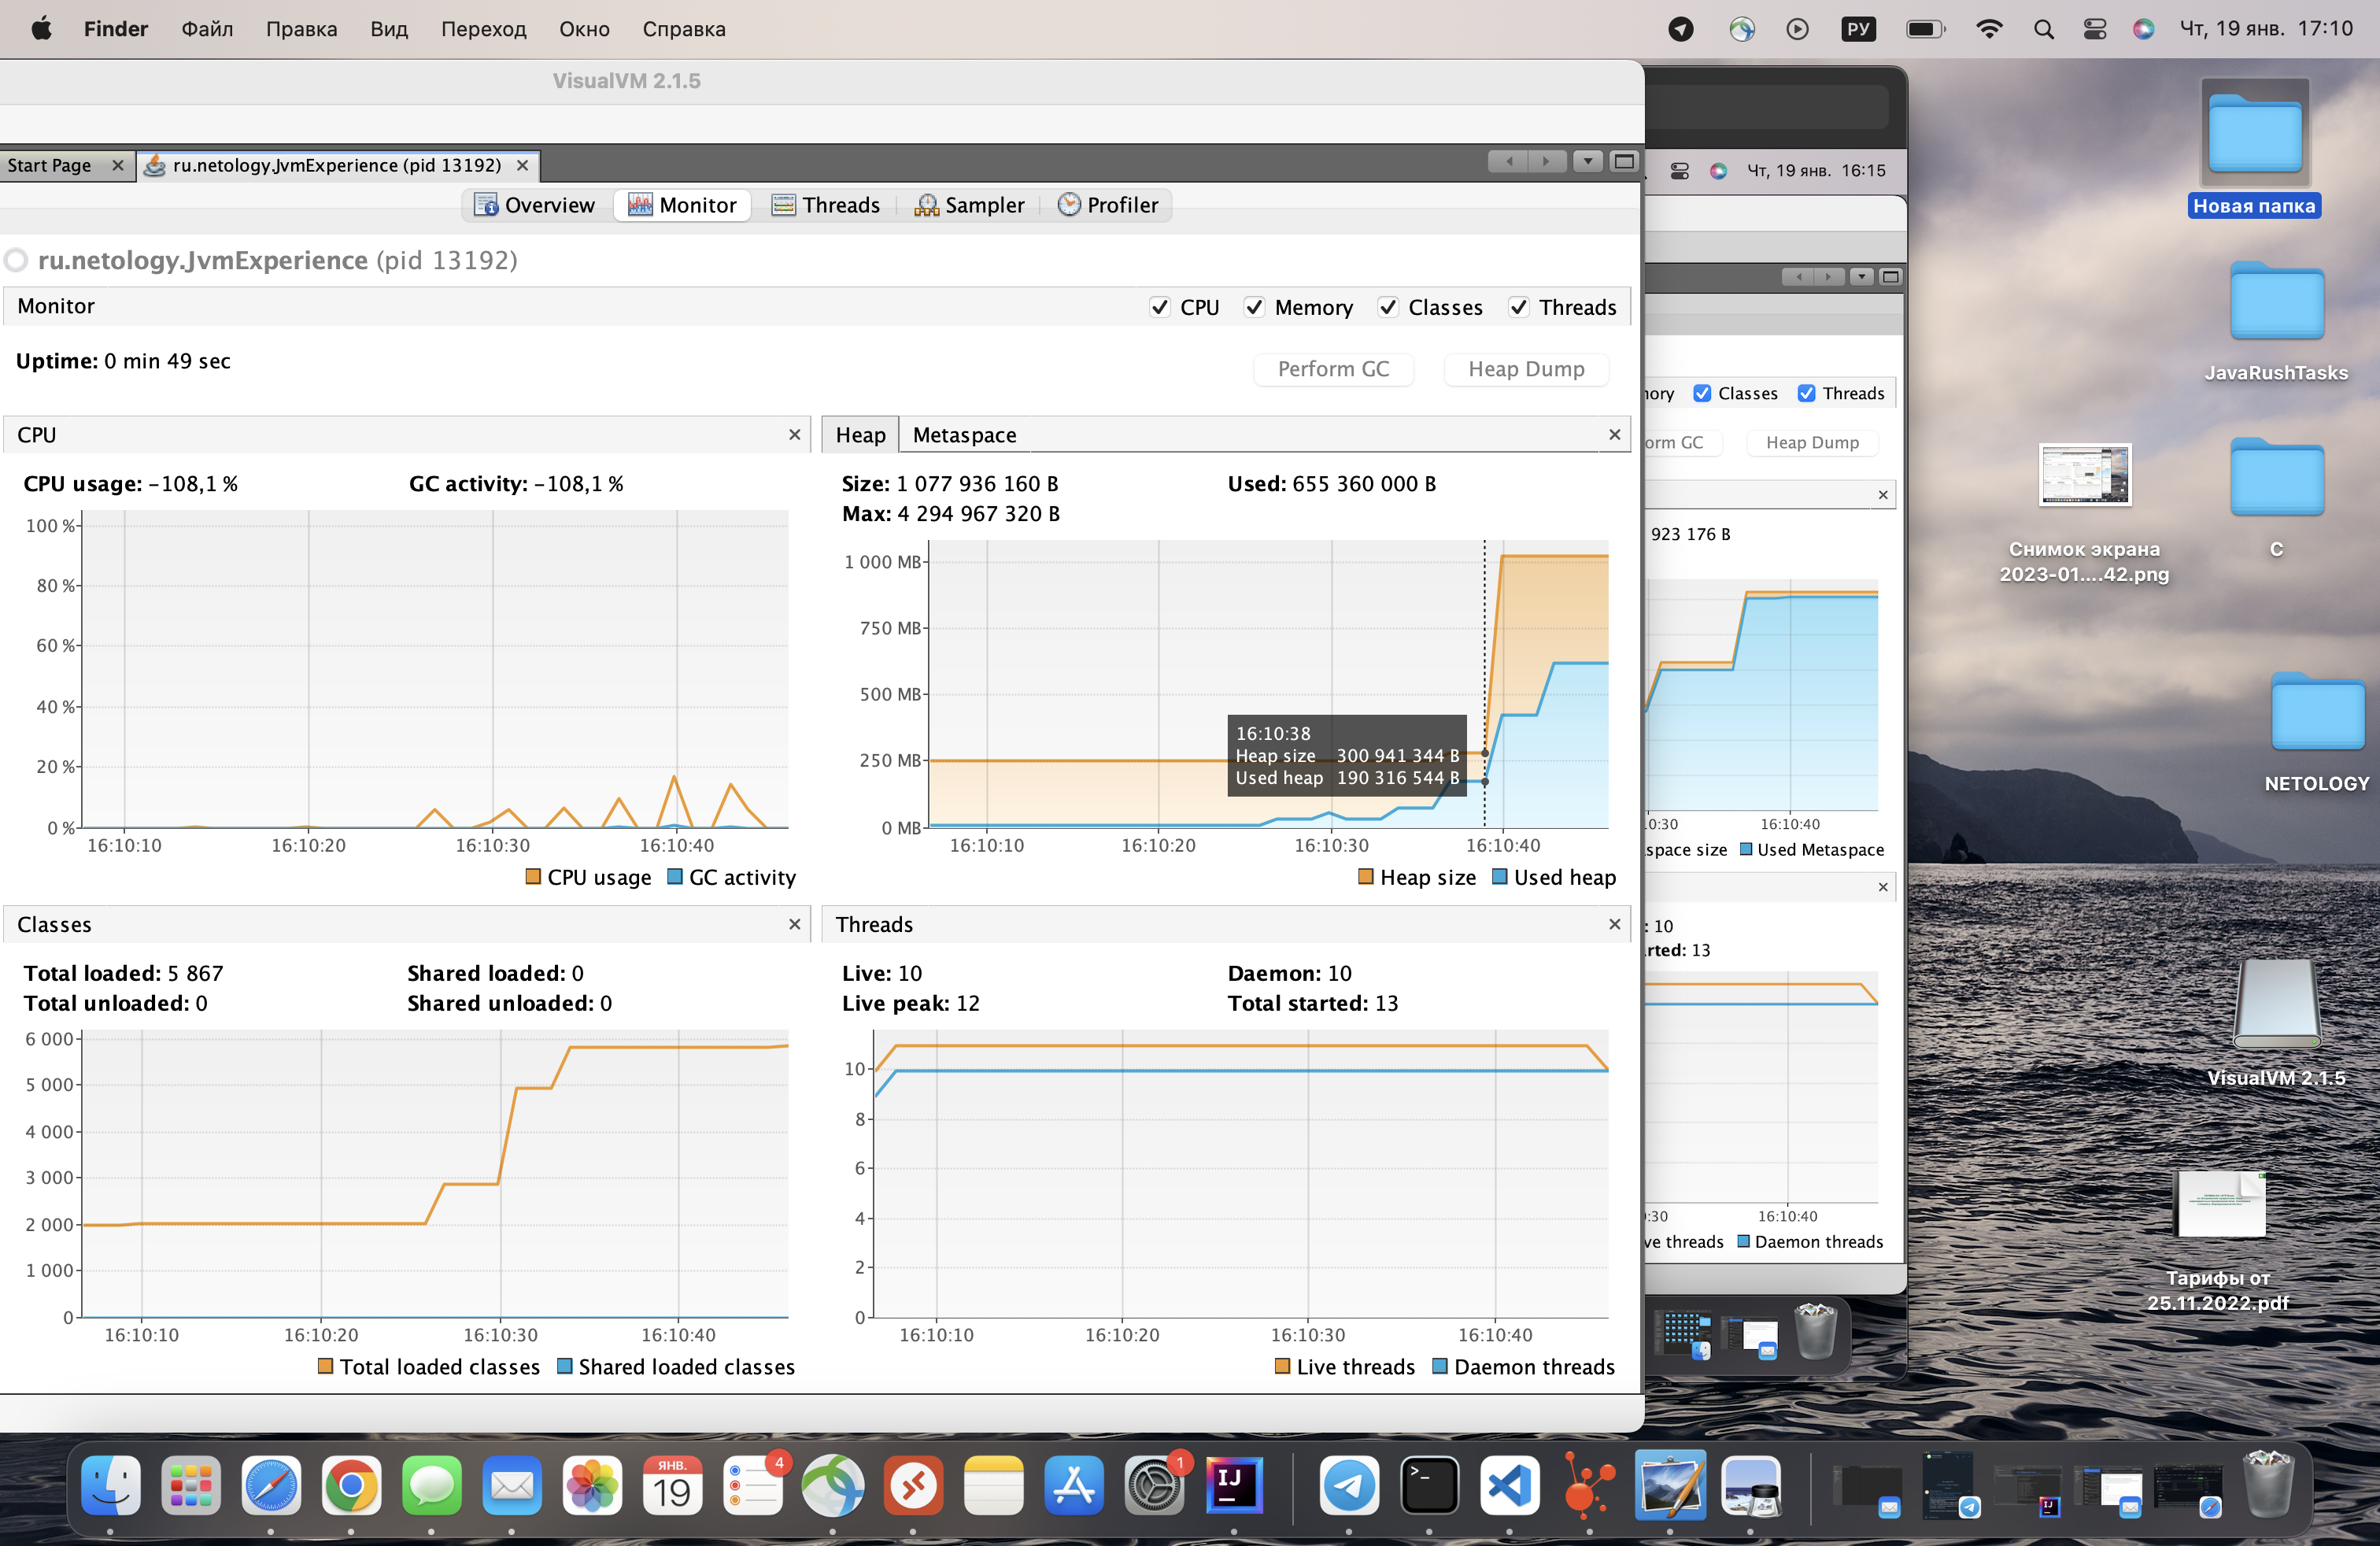 Finder Файл Правка Вид Переход Окно Справка
РУ
Чт, 19 янв. 17:10
VisualVM 2.1.5
Start Page
ru.netology.JvmExperience (pid 13192)
Overview Monitor Threads Sampler Profiler
ru.netology.JvmExperience (pid 13192)
Monitor
CPU Memory Classes Threads
Uptime: 0 min 49 sec
Perform GC Heap Dump
CPU
CPU usage: –108,1 % GC activity: –108,1 %
100 %
80 %
60 %
40 %
20 %
0 %
16:10:10 16:10:20 16:10:30 16:10:40
CPU usage GC activity
Heap Metaspace
Size: 1 077 936 160 B Used: 655 360 000 B
Max: 4 294 967 320 B
1 000 MB
750 MB
500 MB
250 MB
0 MB
16:10:38
Heap size 300 941 344 B
Used heap 190 316 544 B
16:10:10 16:10:20 16:10:30 16:10:40
Heap size Used heap
Classes
Total loaded: 5 867 Shared loaded: 0
Total unloaded: 0 Shared unloaded: 0
6 000
5 000
4 000
3 000
2 000
1 000
0
16:10:10 16:10:20 16:10:30 16:10:40
Total loaded classes Shared loaded classes
Threads
Live: 10 Daemon: 10
Live peak: 12 Total started: 13
10
8
6
4
2
0
16:10:10 16:10:20 16:10:30 16:10:40
Live threads Daemon threads
Чт, 19 янв. 16:15
ory Classes Threads
orm GC Heap Dump
923 176 B
0:30 16:10:40
space size Used Metaspace
: 10
rted: 13
:30 16:10:40
ve threads Daemon threads
Новая папка
JavaRushTasks
Снимок экрана
2023-01....42.png
C
NETOLOGY
VisualVM 2.1.5
Тарифы от
25.11.2022.pdf
ЯНВ.
19
4
1
IJ